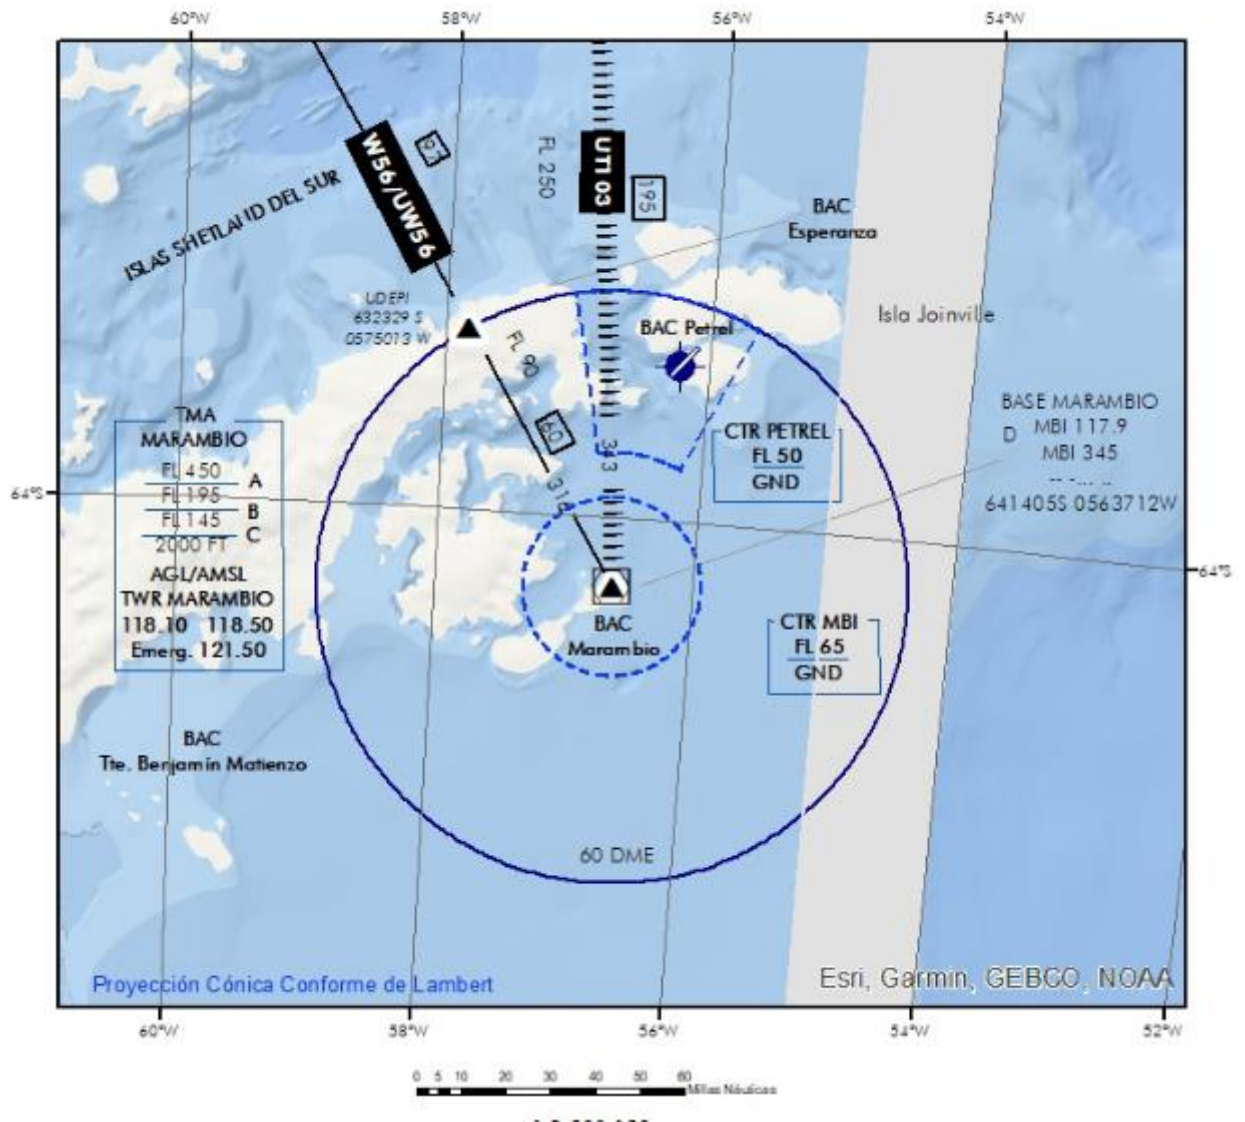 60°W
58°W
56°W
54°W
W56/UW56
FL 250
UTI 03
195
ISLAS SHETLAND DEL SUR
BAC
Esperanza
UDEPI
632329 S
0575013 W
FL 90
BAC Petrel
Isla Joinville
60
343
TMA
MARAMBIO
FL 450
FL 195
FL 145
2000 FT
A
B
C
AGL/AMSL
TWR MARAMBIO
118.10 118.50
Emerg. 121.50
CTR PETREL
FL 50
GND
BASE MARAMBIO
D MBI 117.9
MBI 345
641405S 0563712W
64°S
64°S
BAC
Marambio
CTR MBI
FL 65
GND
BAC
Tte. Benjamín Matienzo
60 DME
Proyección Cónica Conforme de Lambert
Esri, Garmin, GEBCO, NOAA
60°W
58°W
56°W
54°W
52°W
0 5 10 20 30 40 50 60
Millas Náuticas